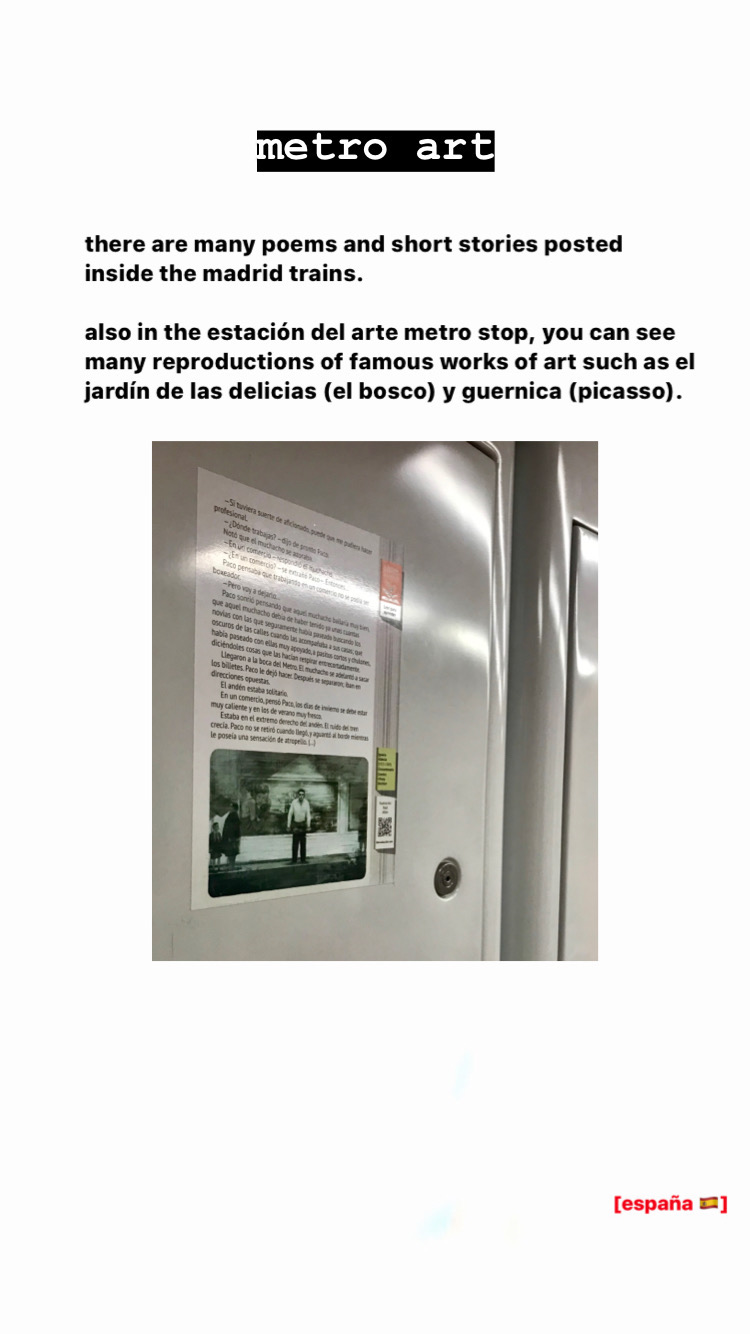 metro art
there are many poems and short stories posted
inside the madrid trains.
also in the estación del arte metro stop, you can see
many reproductions of famous works of art such as el
jardín de las delicias (el bosco) y guernica (picasso).
—Si tuviera suerte de aficionado, puede que me pudiera hacer
profesional.
—¿Dónde trabajas? —dijo de pronto Paco.
Notó que el muchacho se azoraba.
—En un comercio —respondió el muchacho.
—¿En un comercio? —se extrañó Paco—. Entonces...
Paco pensaba que trabajando en un comercio no se podía ser
boxeador.
—Pero voy a dejarlo...
Paco sonrió pensando que aquel muchacho bailaría muy bien,
que aquel muchacho debía de haber tenido ya unas cuantas
novias con las que seguramente había paseado buscando los
oscuros de las calles cuando las acompañaba a sus casas; que
había paseado con ellas muy apoyado, a pasitos cortos y chulones,
diciéndoles cosas que las hacían respirar entrecortadamente.
Llegaron a la boca del Metro. El muchacho se adelantó a sacar
los billetes. Paco le dejó hacer. Después se separaron; iban en
direcciones opuestas.
El andén estaba solitario.
En un comercio, pensó Paco, los días de invierno se debe estar
muy caliente y en los de verano muy fresco.
Estaba en el extremo derecho del andén. El ruido del tren
crecía. Paco no se retiró cuando llegó, y aguantó al borde mientras
le poseía una sensación de atropello. (...)
[españa 🇪🇸]